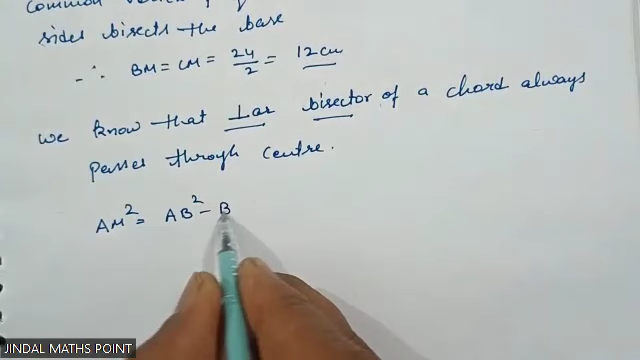 common
sides bisects the base
∴ BM = CM = 24/2 = 12 cm
We know that ⊥ar bisector of a chord always
passes through centre.
AM² = AB² - B
JINDAL MATHS POINT